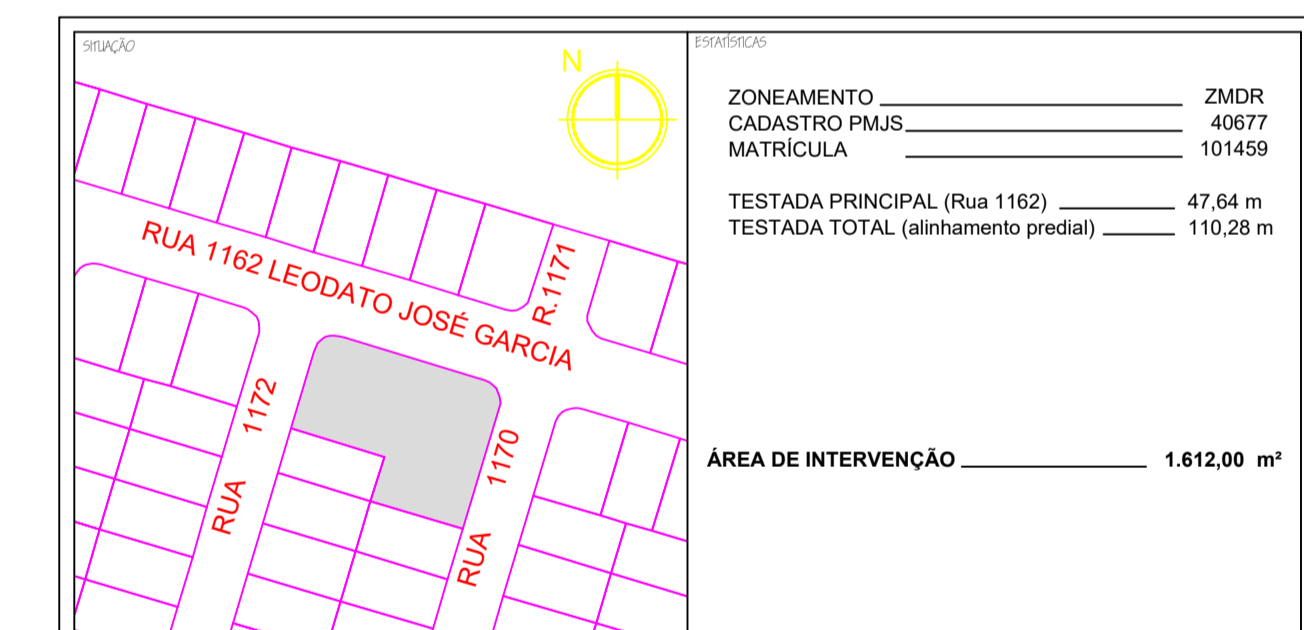 SITUAÇÃO
N
RUA 1162 LEODATO JOSÉ GARCIA
R.1171
RUA 1172
RUA 1170
ESTATÍSTICAS
ZONEAMENTO ZMDR
CADASTRO PMJS 40677
MATRÍCULA 101459
TESTADA PRINCIPAL (Rua 1162) 47,64 m
TESTADA TOTAL (alinhamento predial) 110,28 m
ÁREA DE INTERVENÇÃO 1.612,00 m²